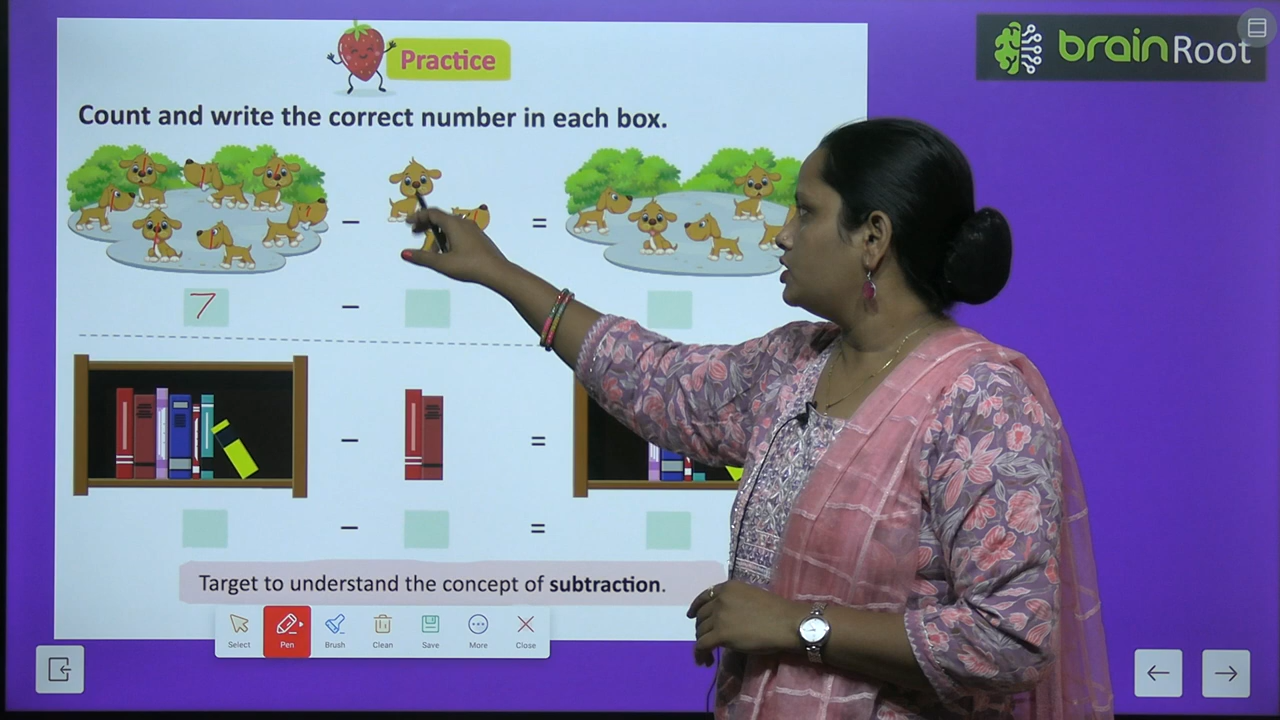 Practice
brainRoot
Count and write the correct number in each box.
− =
7 −
− =
− =
Target to understand the concept of subtraction.
Select Pen Brush Clean Save More Close